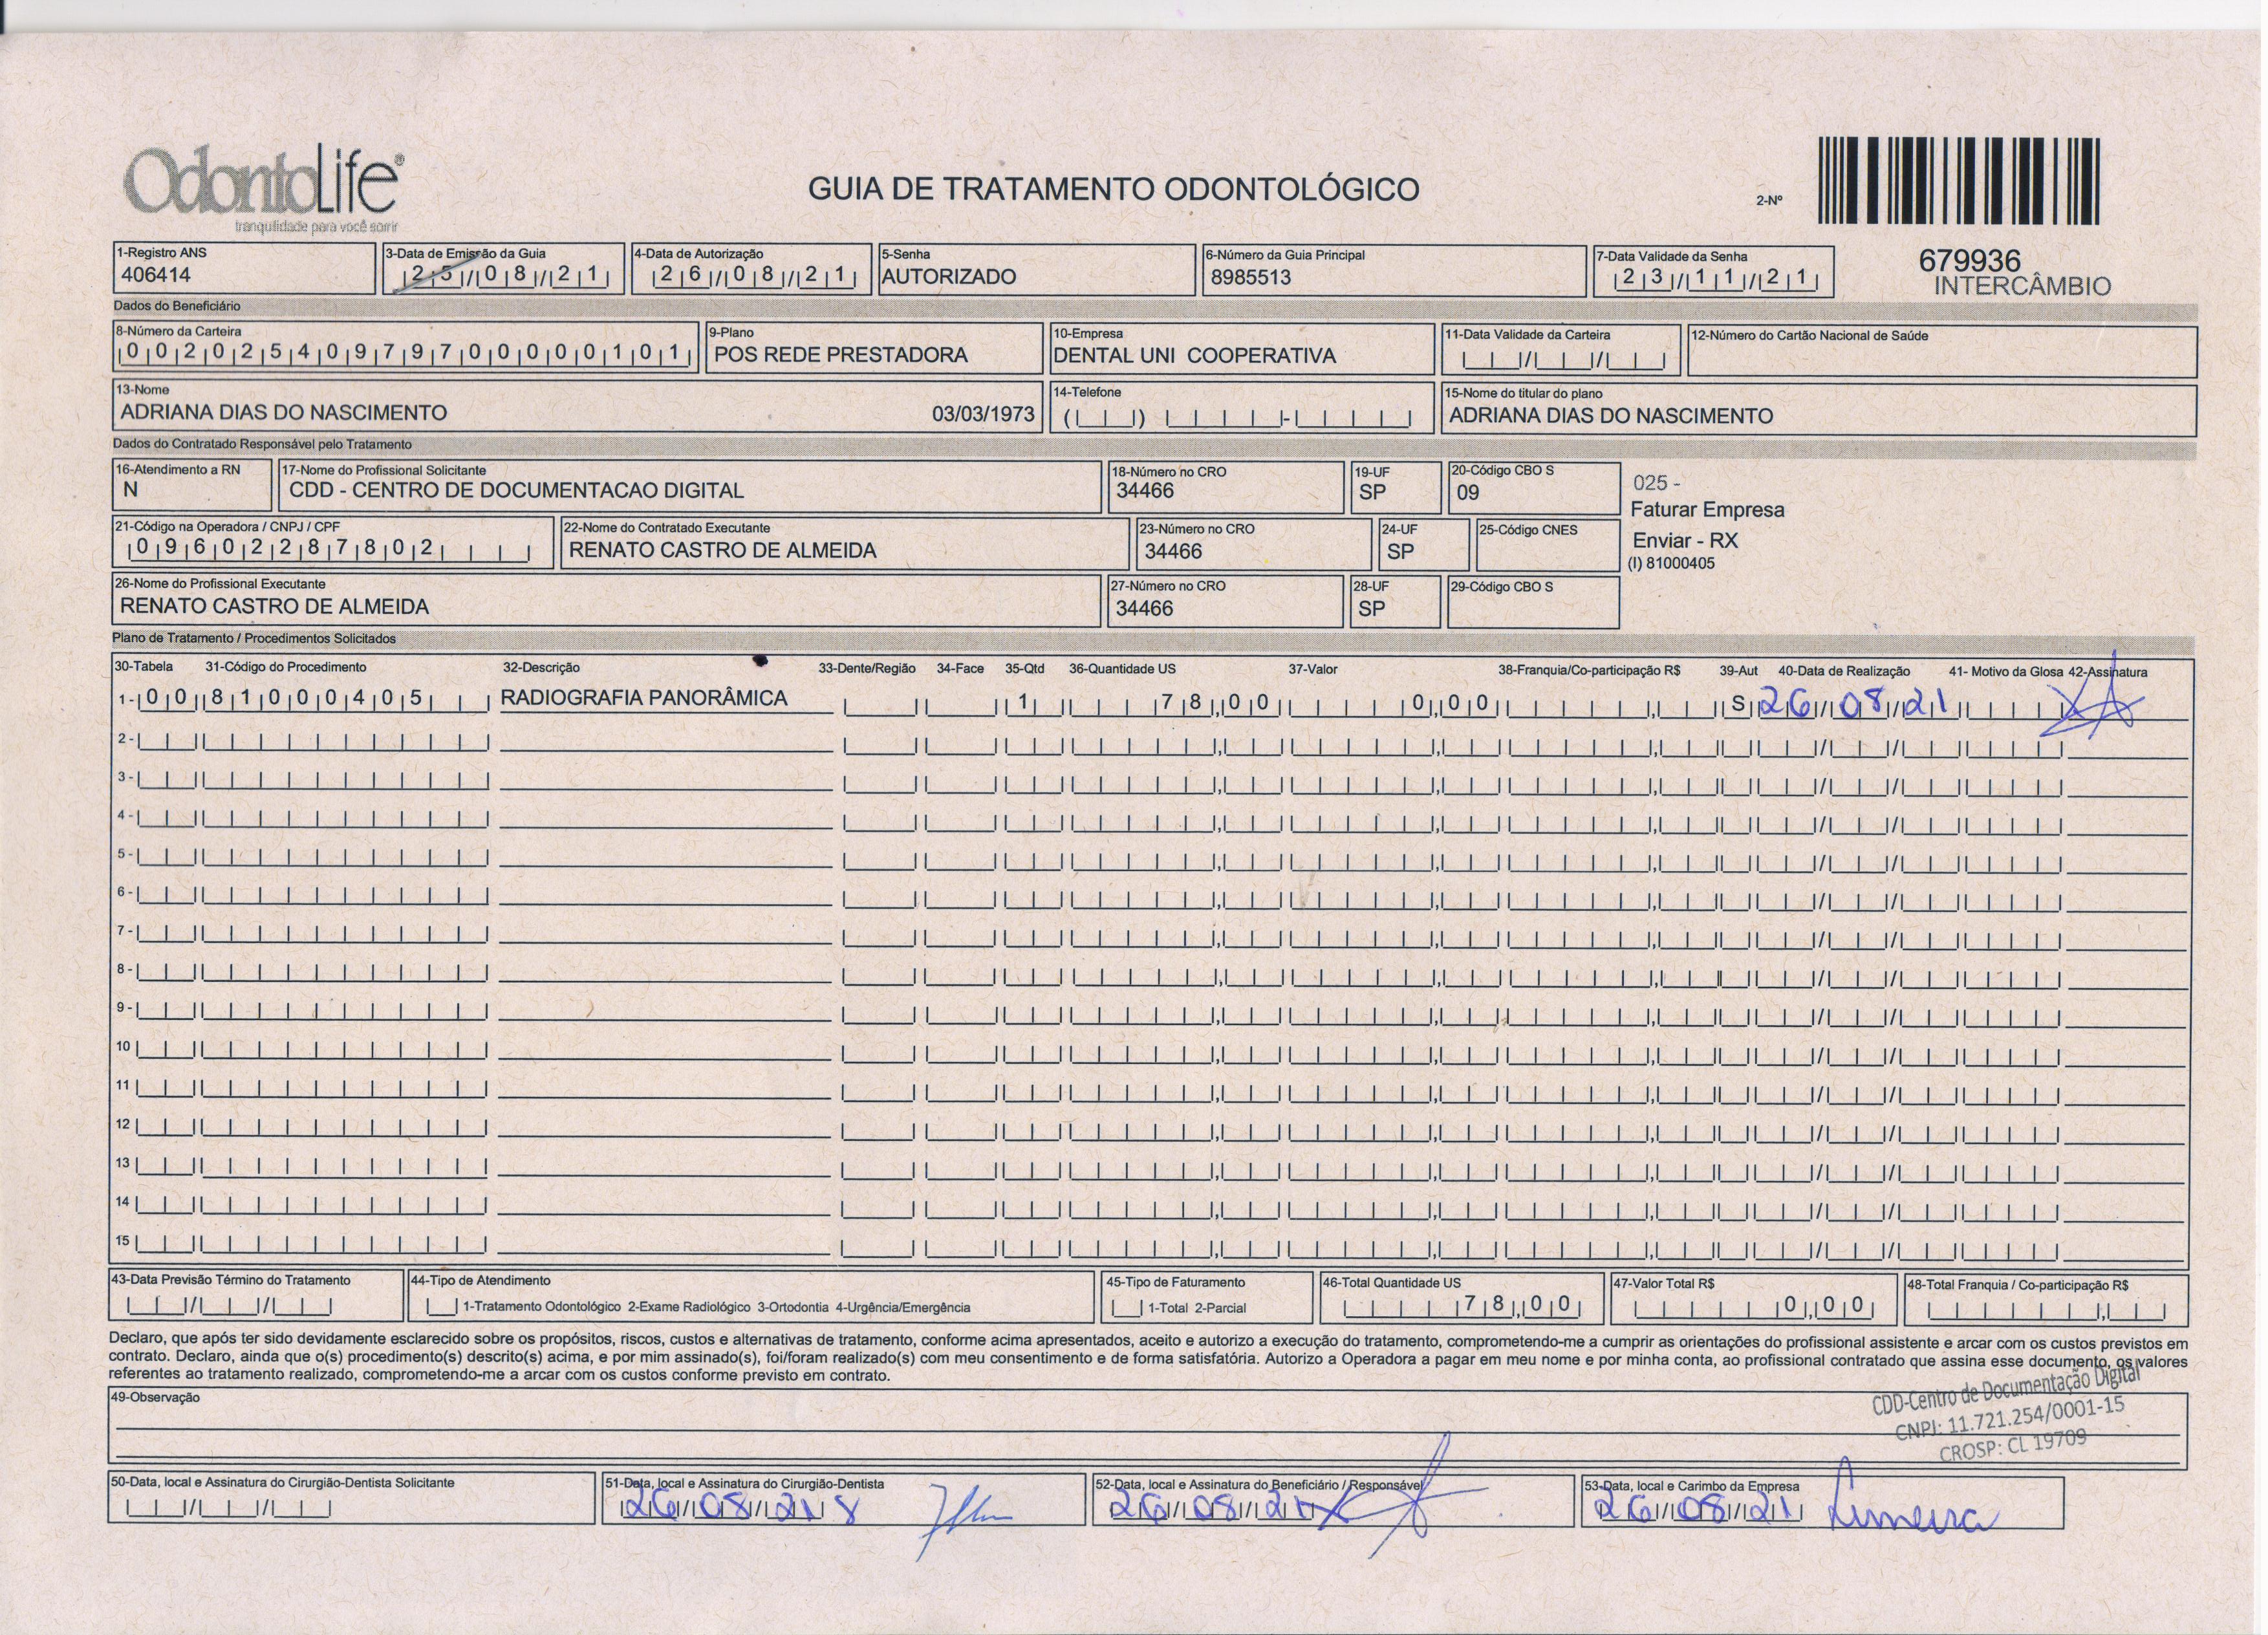 OdontoLife®
tranquilidade para você sorrir
GUIA DE TRATAMENTO ODONTOLÓGICO
2-Nº
679936
INTERCÂMBIO
1-Registro ANS
406414
3-Data de Emissão da Guia
25/08/21
4-Data de Autorização
26/08/21
5-Senha
AUTORIZADO
6-Número da Guia Principal
8985513
7-Data Validade da Senha
23/11/21
Dados do Beneficiário
8-Número da Carteira
00202540979700000101
9-Plano
POS REDE PRESTADORA
10-Empresa
DENTAL UNI COOPERATIVA
11-Data Validade da Carteira
12-Número do Cartão Nacional de Saúde
13-Nome
ADRIANA DIAS DO NASCIMENTO 03/03/1973
14-Telefone
15-Nome do titular do plano
ADRIANA DIAS DO NASCIMENTO
Dados do Contratado Responsável pelo Tratamento
16-Atendimento a RN
N
17-Nome do Profissional Solicitante
CDD - CENTRO DE DOCUMENTACAO DIGITAL
18-Número no CRO
34466
19-UF
SP
20-Código CBO S
09
025 -
Faturar Empresa
Enviar - RX
(I) 81000405
21-Código na Operadora / CNPJ / CPF
09602287802
22-Nome do Contratado Executante
RENATO CASTRO DE ALMEIDA
23-Número no CRO
34466
24-UF
SP
25-Código CNES
26-Nome do Profissional Executante
RENATO CASTRO DE ALMEIDA
27-Número no CRO
34466
28-UF
SP
29-Código CBO S
Plano de Tratamento / Procedimentos Solicitados
30-Tabela 31-Código do Procedimento 32-Descrição 33-Dente/Região 34-Face 35-Qtd 36-Quantidade US 37-Valor 38-Franquia/Co-participação R$ 39-Aut 40-Data de Realização 41- Motivo da Glosa 42-Assinatura
1- 00 81000405 RADIOGRAFIA PANORÂMICA 1 78,00 0,00 S 26/08/21
2-
3-
4-
5-
6-
7-
8-
9-
10
11
12
13
14
15
43-Data Previsão Término do Tratamento
44-Tipo de Atendimento
1-Tratamento Odontológico 2-Exame Radiológico 3-Ortodontia 4-Urgência/Emergência
45-Tipo de Faturamento
1-Total 2-Parcial
46-Total Quantidade US
78,00
47-Valor Total R$
0,00
48-Total Franquia / Co-participação R$
Declaro, que após ter sido devidamente esclarecido sobre os propósitos, riscos, custos e alternativas de tratamento, conforme acima apresentados, aceito e autorizo a execução do tratamento, comprometendo-me a cumprir as orientações do profissional assistente e arcar com os custos previstos em
contrato. Declaro, ainda que o(s) procedimento(s) descrito(s) acima, e por mim assinado(s), foi/foram realizado(s) com meu consentimento e de forma satisfatória. Autorizo a Operadora a pagar em meu nome e por minha conta, ao profissional contratado que assina esse documento, os valores
referentes ao tratamento realizado, comprometendo-me a arcar com os custos conforme previsto em contrato.
49-Observação
CDD-Centro de Documentação Digital
CNPJ: 11.721.254/0001-15
CROSP: CL 19709
50-Data, local e Assinatura do Cirurgião-Dentista Solicitante
51-Data, local e Assinatura do Cirurgião-Dentista
26/08/21
52-Data, local e Assinatura do Beneficiário / Responsável
26/08/21
53-Data, local e Carimbo da Empresa
26/08/21 Limeira